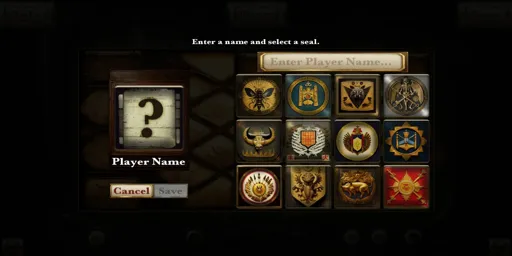 Enter a name and select a seal.
Enter Player Name...
?
Player Name
Cancel Save